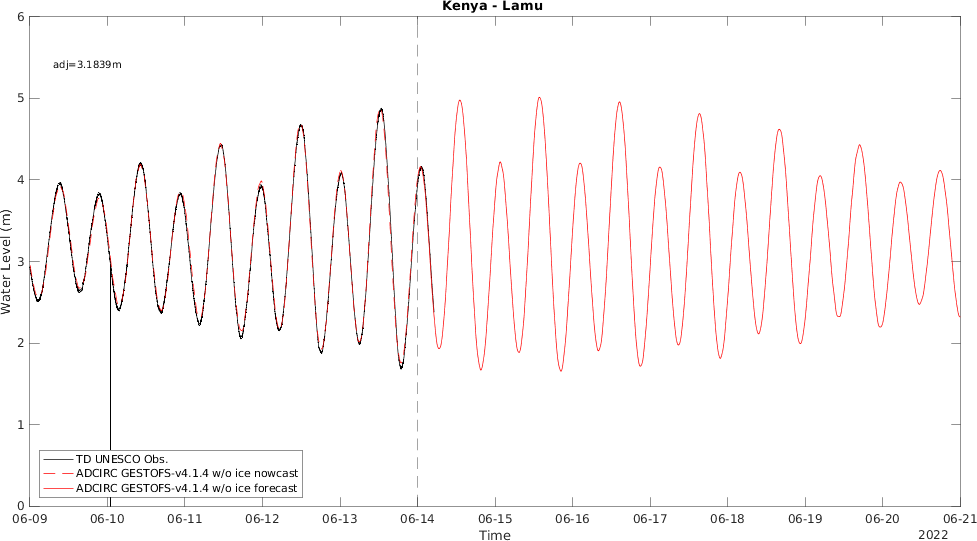 Kenya - Lamu
adj=3.1839m
Water Level (m)
6
5
4
3
2
1
0
TD UNESCO Obs.
ADCIRC GESTOFS-v4.1.4 w/o ice nowcast
ADCIRC GESTOFS-v4.1.4 w/o ice forecast
06-09 06-10 06-11 06-12 06-13 06-14 06-15 06-16 06-17 06-18 06-19 06-20 06-21
Time
2022